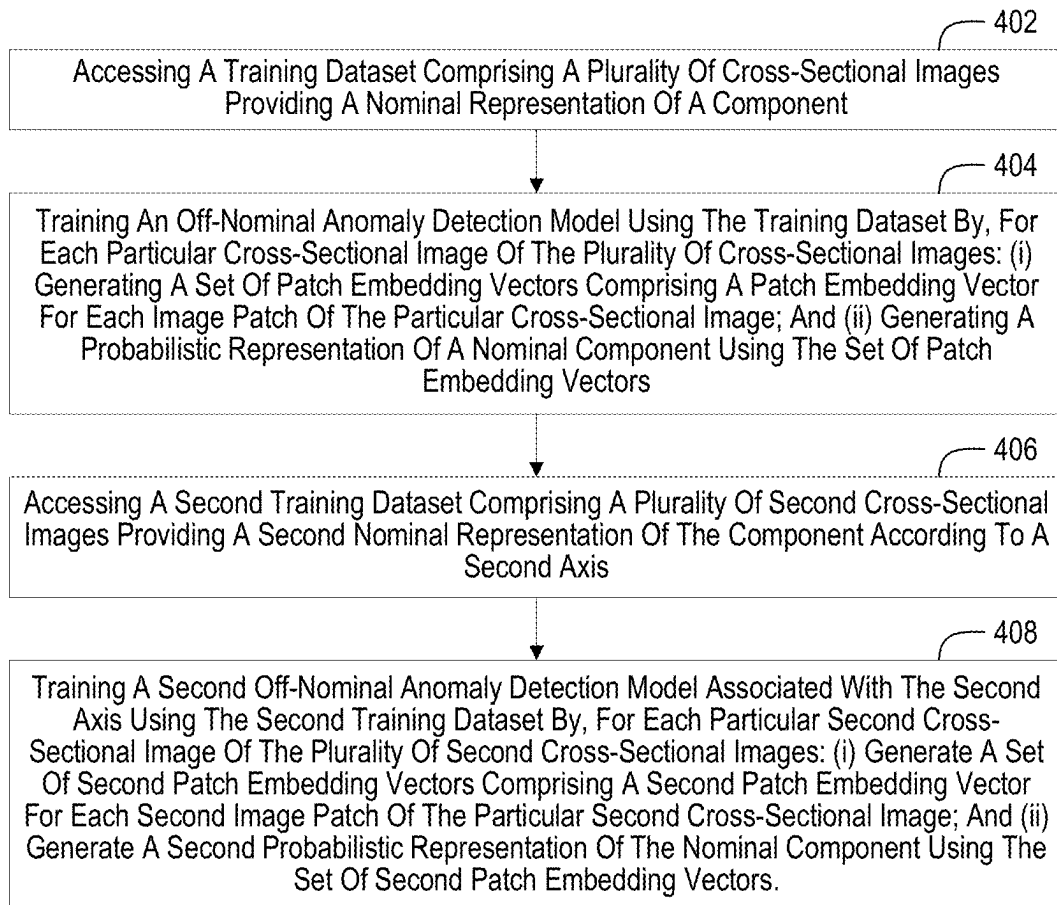 402
Accessing A Training Dataset Comprising A Plurality Of Cross-Sectional Images
Providing A Nominal Representation Of A Component
404
Training An Off-Nominal Anomaly Detection Model Using The Training Dataset By, For
Each Particular Cross-Sectional Image Of The Plurality Of Cross-Sectional Images: (i)
Generating A Set Of Patch Embedding Vectors Comprising A Patch Embedding Vector
For Each Image Patch Of The Particular Cross-Sectional Image; And (ii) Generating A
Probabilistic Representation Of A Nominal Component Using The Set Of Patch
Embedding Vectors
406
Accessing A Second Training Dataset Comprising A Plurality Of Second Cross-Sectional
Images Providing A Second Nominal Representation Of The Component According To A
Second Axis
408
Training A Second Off-Nominal Anomaly Detection Model Associated With The Second
Axis Using The Second Training Dataset By, For Each Particular Second Cross-
Sectional Image Of The Plurality Of Second Cross-Sectional Images: (i) Generate A Set
Of Second Patch Embedding Vectors Comprising A Second Patch Embedding Vector
For Each Second Image Patch Of The Particular Second Cross-Sectional Image; And (ii)
Generate A Second Probabilistic Representation Of The Nominal Component Using The
Set Of Second Patch Embedding Vectors.